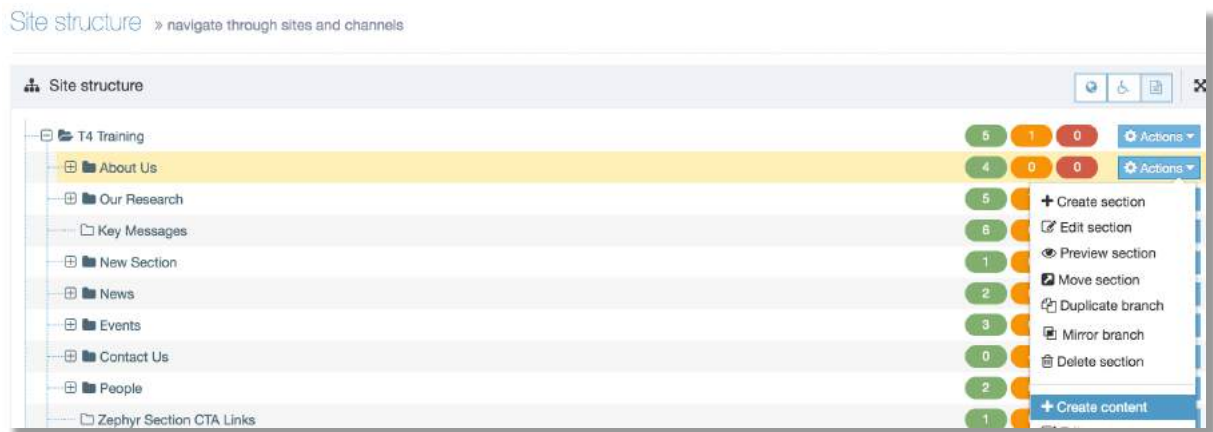 Site structure » navigate through sites and channels
Site structure
T4 Training 5 1 0 Actions
About Us 4 0 0 Actions
Our Research 5
Create section
Key Messages 6
Edit section
Preview section
New Section 1
Move section
News 2
Duplicate branch
Events 3
Mirror branch
Contact Us 0
Delete section
People 2
Create content
Zephyr Section CTA Links 1